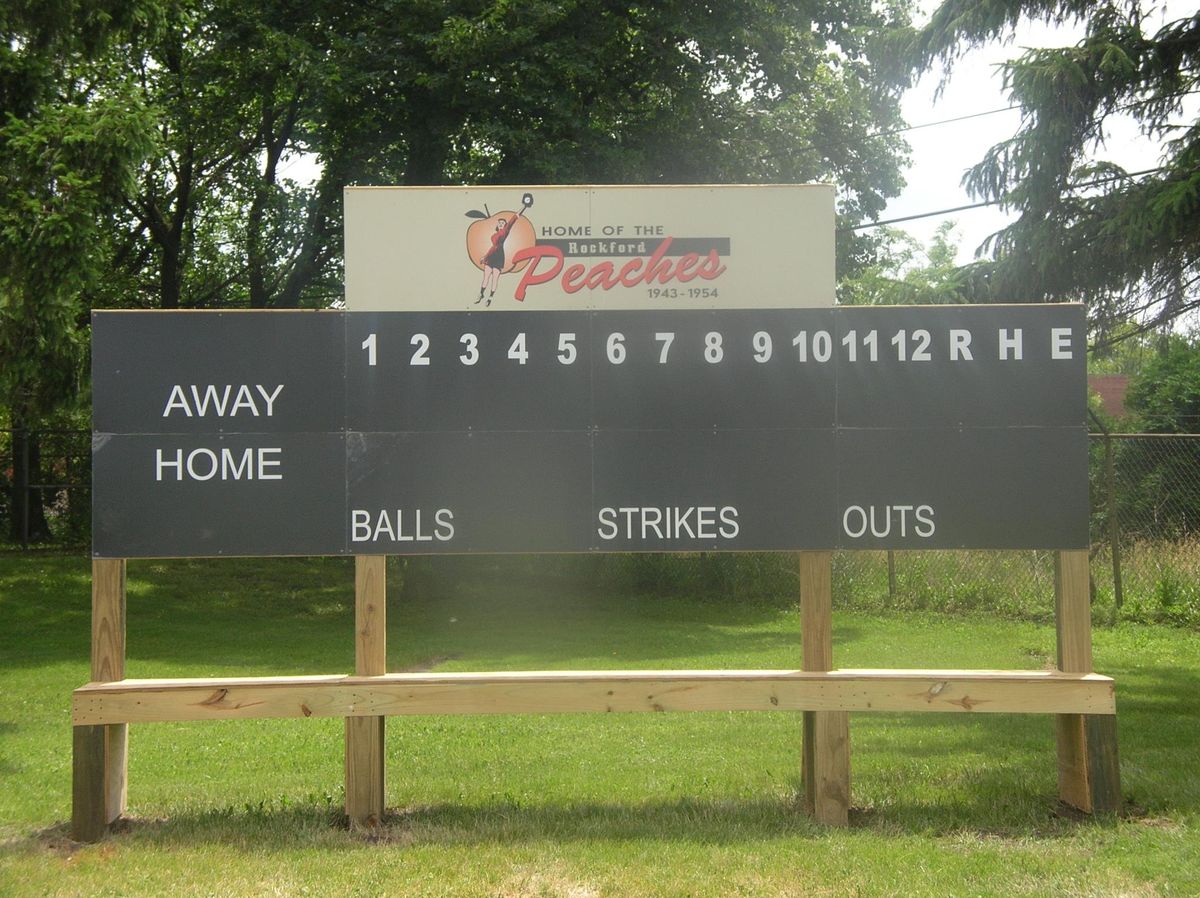 HOME OF THE
Rockford
Peaches
1943 - 1954
1 2 3 4 5 6 7 8 9 10 11 12 R H E
AWAY
HOME
BALLS STRIKES OUTS